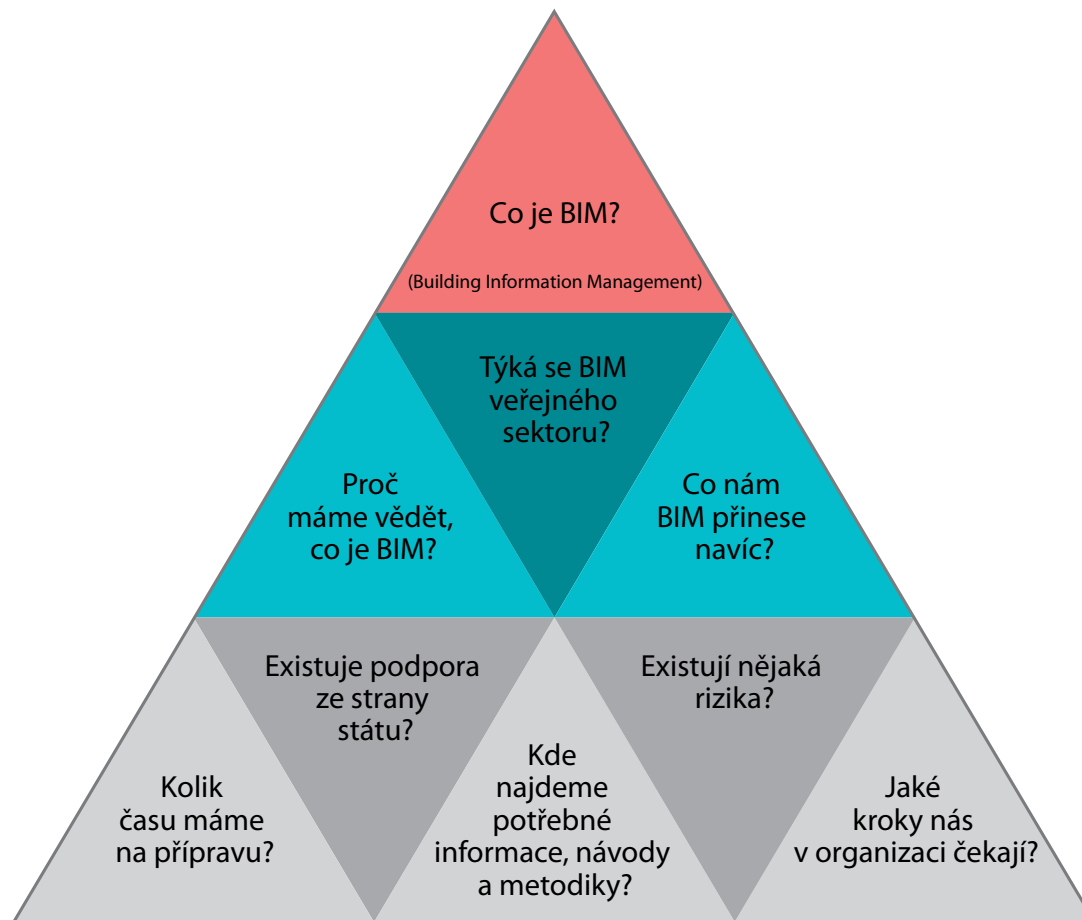 Co je BIM?
(Building Information Management)
Týká se BIM
veřejného
sektoru?
Proč
máme vědět,
co je BIM?
Co nám
BIM přinese
navíc?
Existuje podpora
ze strany
státu?
Existují nějaká
rizika?
Kolik
času máme
na přípravu?
Kde
najdeme
potřebné
informace, návody
a metodiky?
Jaké
kroky nás
v organizaci čekají?